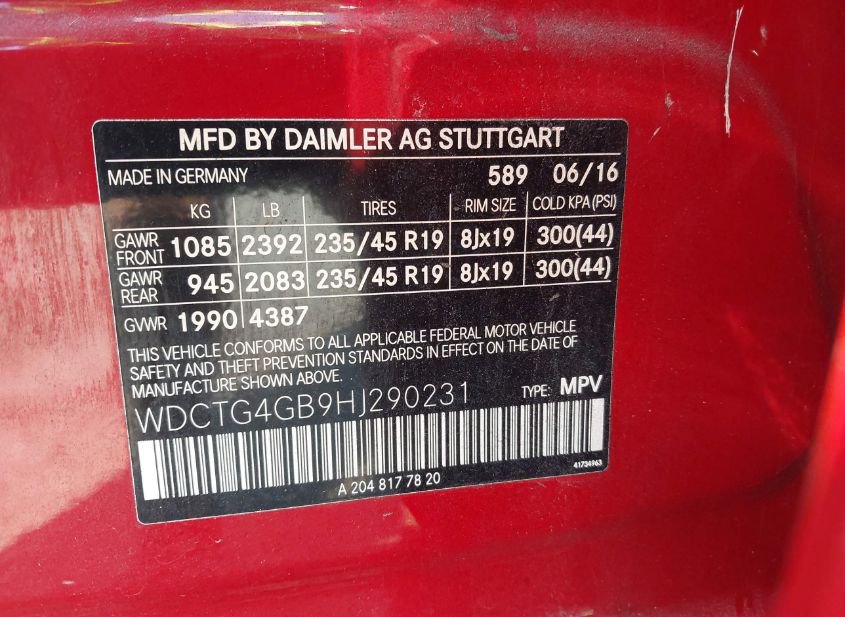 MFD BY DAIMLER AG STUTTGART
MADE IN GERMANY 589 06/16
KG LB TIRES RIM SIZE COLD KPA (PSI)
GAWR FRONT 1085 2392 235/45 R19 8Jx19 300(44)
GAWR REAR 945 2083 235/45 R19 8Jx19 300(44)
GVWR 1990 4387
THIS VEHICLE CONFORMS TO ALL APPLICABLE FEDERAL MOTOR VEHICLE
SAFETY AND THEFT PREVENTION STANDARDS IN EFFECT ON THE DATE OF
MANUFACTURE SHOWN ABOVE.
WDCTG4GB9HJ290231 TYPE: MPV
41734963
A 204 817 78 20